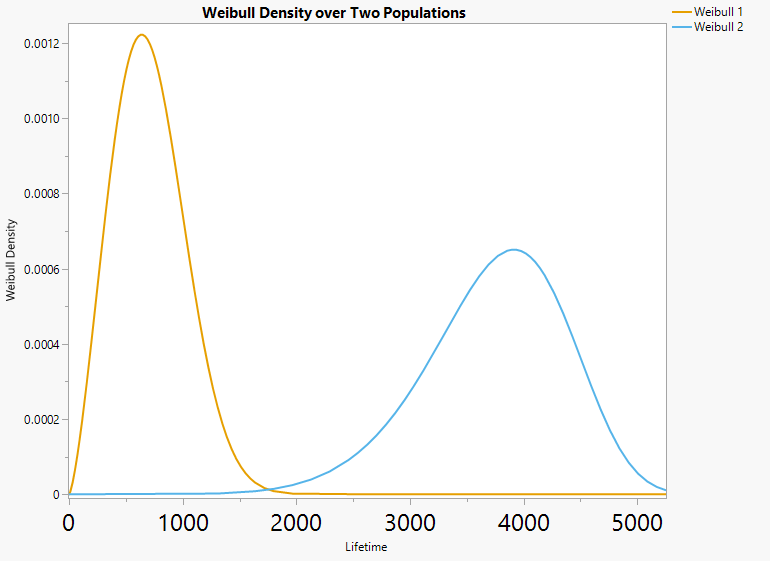 Weibull Density over Two Populations
Weibull 1
Weibull 2
Weibull Density
0.0012
0.0010
0.0008
0.0006
0.0004
0.0002
0
0 1000 2000 3000 4000 5000
Lifetime